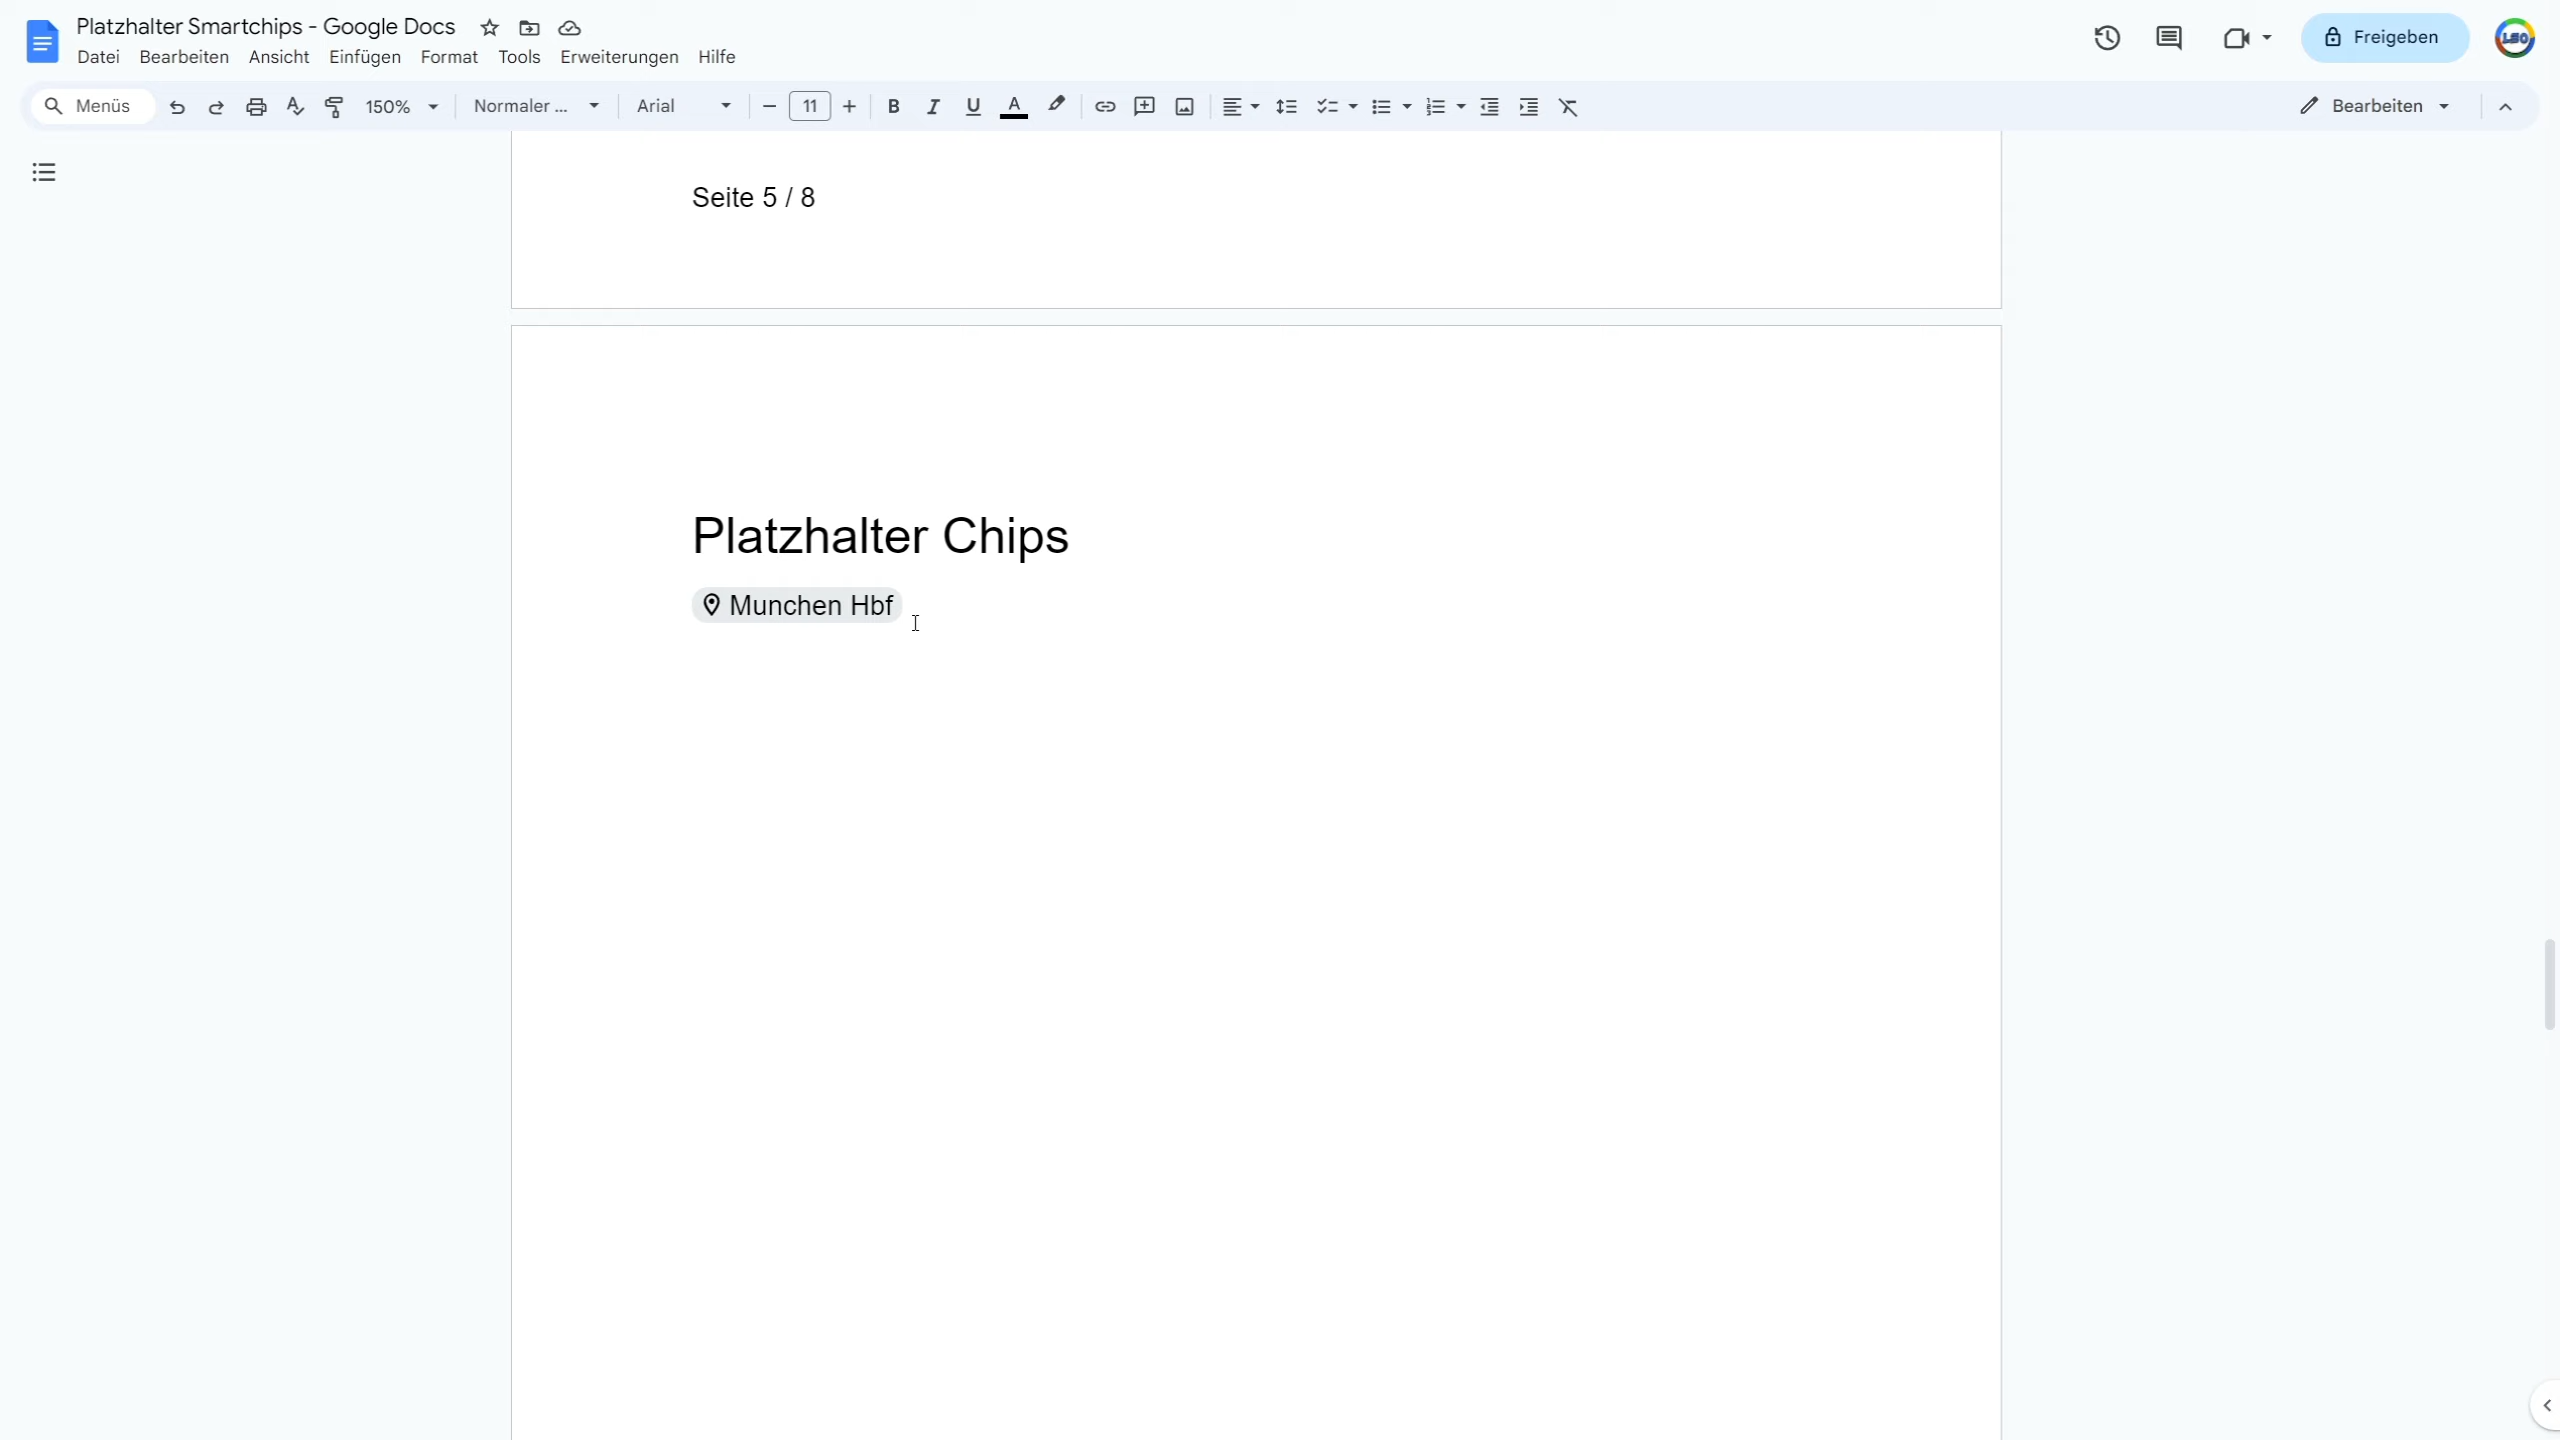 Platzhalter Smartchips - Google Docs
Datei Bearbeiten Ansicht Einfügen Format Tools Erweiterungen Hilfe
Freigeben
LSO
Menüs 150% Normaler ... Arial 11 B I U A Bearbeiten
Seite 5 / 8
Platzhalter Chips
Munchen Hbf